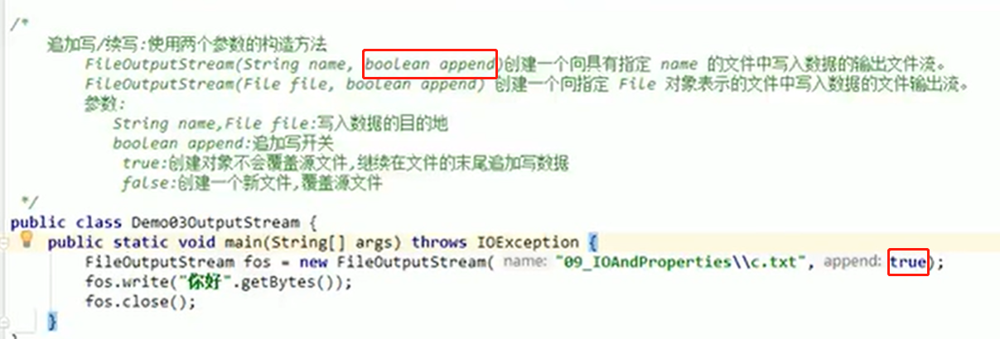 /*
追加写/续写:使用两个参数的构造方法
FileOutputStream(String name, boolean append)创建一个向具有指定 name 的文件中写入数据的输出文件流。
FileOutputStream(File file, boolean append) 创建一个向指定 File 对象表示的文件中写入数据的文件输出流。
参数:
String name,File file:写入数据的目的地
boolean append:追加写开关
true:创建对象不会覆盖源文件,继续在文件的末尾追加写数据
false:创建一个新文件,覆盖源文件
*/
public class Demo03OutputStream {
public static void main(String[] args) throws IOException {
FileOutputStream fos = new FileOutputStream( name: "09_IOAndProperties\\c.txt", append: true);
fos.write("你好".getBytes());
fos.close();
}